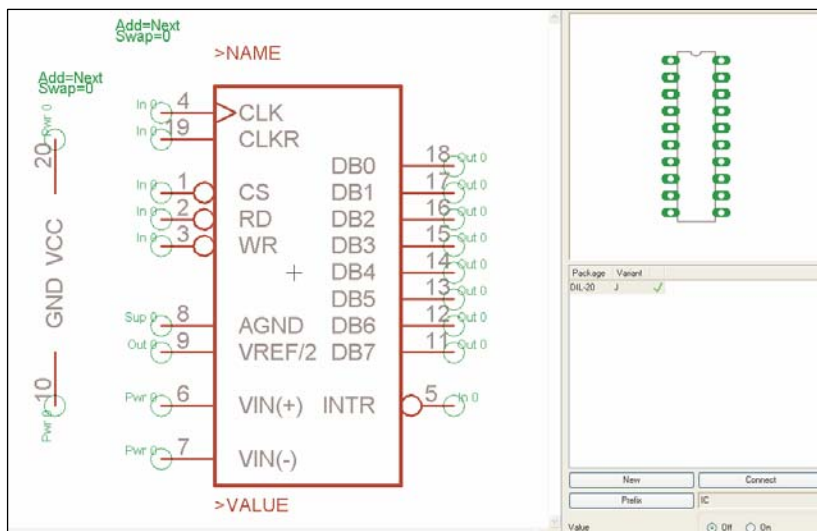 Add=Next
Swap=0
>NAME
Add=Next
Swap=0
Pwr 0
20
GND VCC
10
Pwr 0
In 0 4 CLK
In 0 19 CLKR
In 0 1 CS
In 0 2 RD
In 0 3 WR
Sup 0 8 AGND
Out 0 9 VREF/2
Pwr 0 6 VIN(+)
Pwr 0 7 VIN(-)
DB0 18 Out 0
DB1 17 Out 0
DB2 16 Out 0
DB3 15 Out 0
DB4 14 Out 0
DB5 13 Out 0
DB6 12 Out 0
DB7 11 Out 0
INTR 5 In 0
>VALUE
Package Variant
DIL-20 J
New Connect
Prefix IC
Value Off On